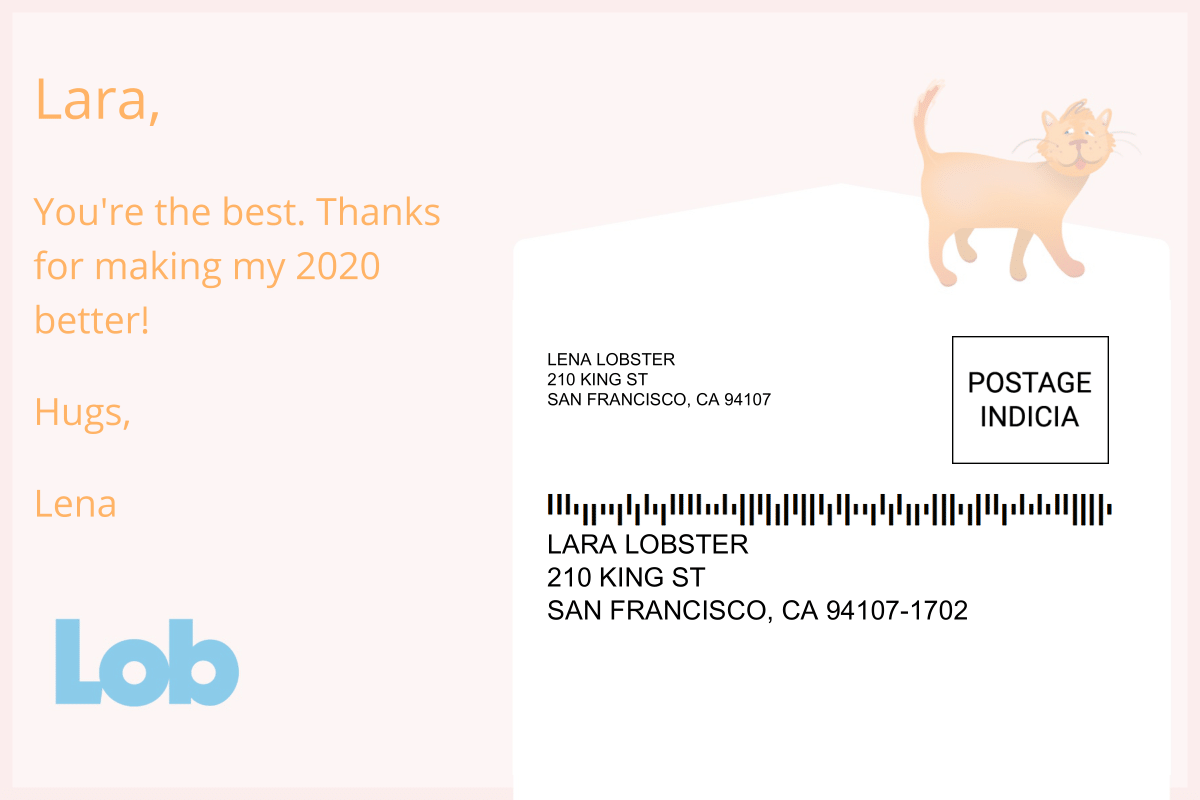 Lara,
You're the best. Thanks
for making my 2020
better!
Hugs,
Lena
Lob
LENA LOBSTER
210 KING ST
SAN FRANCISCO, CA 94107
POSTAGE
INDICIA
LARA LOBSTER
210 KING ST
SAN FRANCISCO, CA 94107-1702